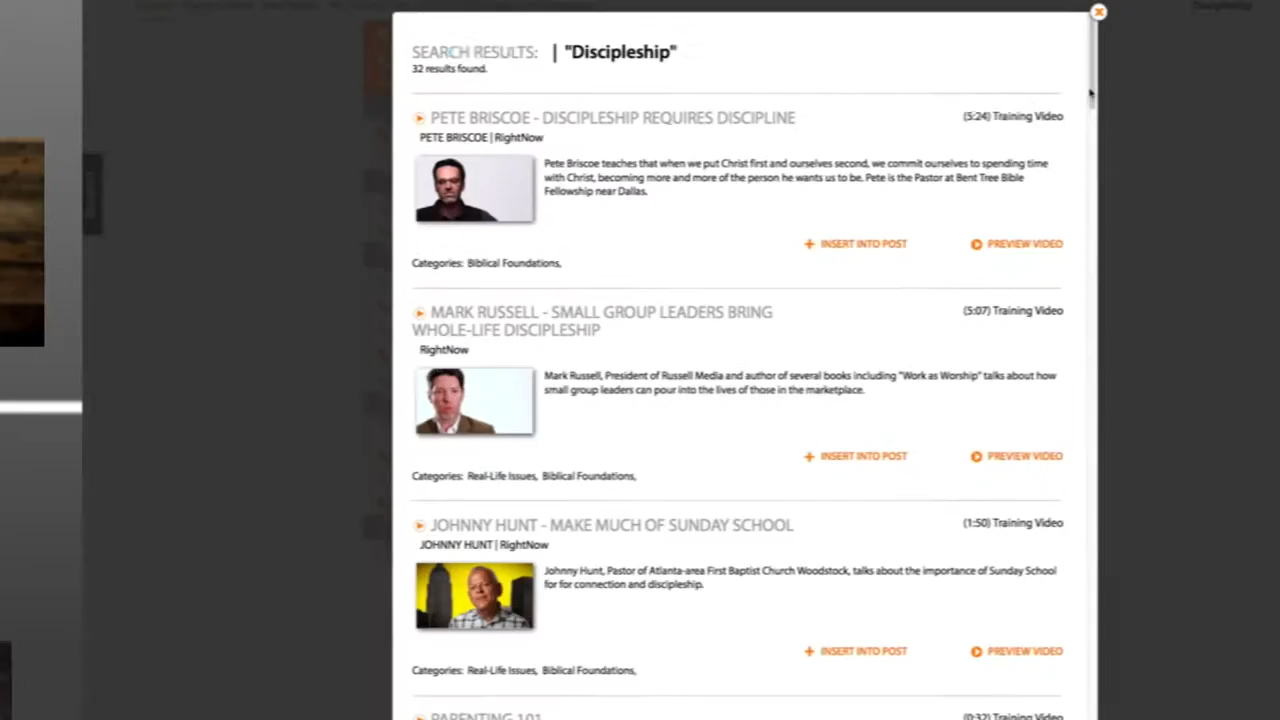 SEARCH RESULTS: | "Discipleship"
32 results found.
PETE BRISCOE - DISCIPLESHIP REQUIRES DISCIPLINE
(5:24) Training Video
PETE BRISCOE | RightNow
Pete Briscoe teaches that when we put Christ first and ourselves second, we commit ourselves to spending time
with Christ, becoming more and more of the person he wants us to be. Pete is the Pastor at Bent Tree Bible
Fellowship near Dallas.
+ INSERT INTO POST
PREVIEW VIDEO
Categories: Biblical Foundations,
MARK RUSSELL - SMALL GROUP LEADERS BRING
WHOLE-LIFE DISCIPLESHIP
(5:07) Training Video
RightNow
Mark Russell, President of Russell Media and author of several books including "Work as Worship" talks about how
small group leaders can pour into the lives of those in the marketplace.
+ INSERT INTO POST
PREVIEW VIDEO
Categories: Real-Life Issues, Biblical Foundations,
JOHNNY HUNT - MAKE MUCH OF SUNDAY SCHOOL
(1:50) Training Video
JOHNNY HUNT | RightNow
Johnny Hunt, Pastor of Atlanta-area First Baptist Church Woodstock, talks about the importance of Sunday School
for for connection and discipleship.
+ INSERT INTO POST
PREVIEW VIDEO
Categories: Real-Life Issues, Biblical Foundations,
PARENTING 101
(0:32) Training Video